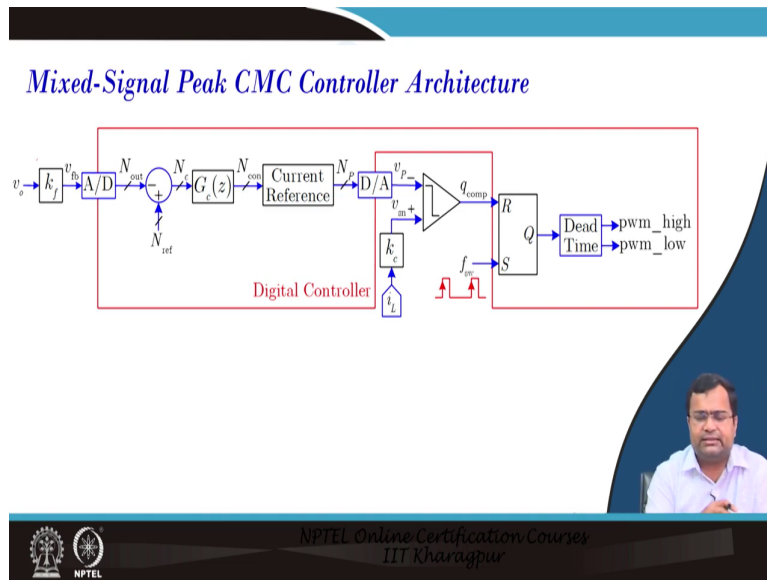 Mixed-Signal Peak CMC Controller Architecture
v_o k_f v_fb A/D N_out − + N_c G_c(z) N_con Current Reference N_P D/A v_P −
N_ref
v_sn + k_c i_L
q_comp R
Q
f_sw S
Dead Time
pwm_high
pwm_low
Digital Controller
NPTEL
NPTEL Online Certification Courses
IIT Kharagpur